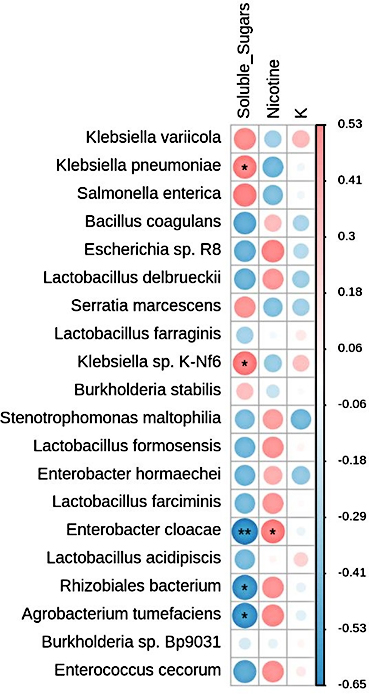 Soluble_Sugars
Nicotine
K
Klebsiella variicola
Klebsiella pneumoniae *
Salmonella enterica
Bacillus coagulans
Escherichia sp. R8
Lactobacillus delbrueckii
Serratia marcescens
Lactobacillus farraginis
Klebsiella sp. K-Nf6 *
Burkholderia stabilis
Stenotrophomonas maltophilia
Lactobacillus formosensis
Enterobacter hormaechei
Lactobacillus farciminis
Enterobacter cloacae ** *
Lactobacillus acidipiscis
Rhizobiales bacterium *
Agrobacterium tumefaciens *
Burkholderia sp. Bp9031
Enterococcus cecorum
0.53
0.41
0.3
0.18
0.06
-0.06
-0.18
-0.29
-0.41
-0.53
-0.65